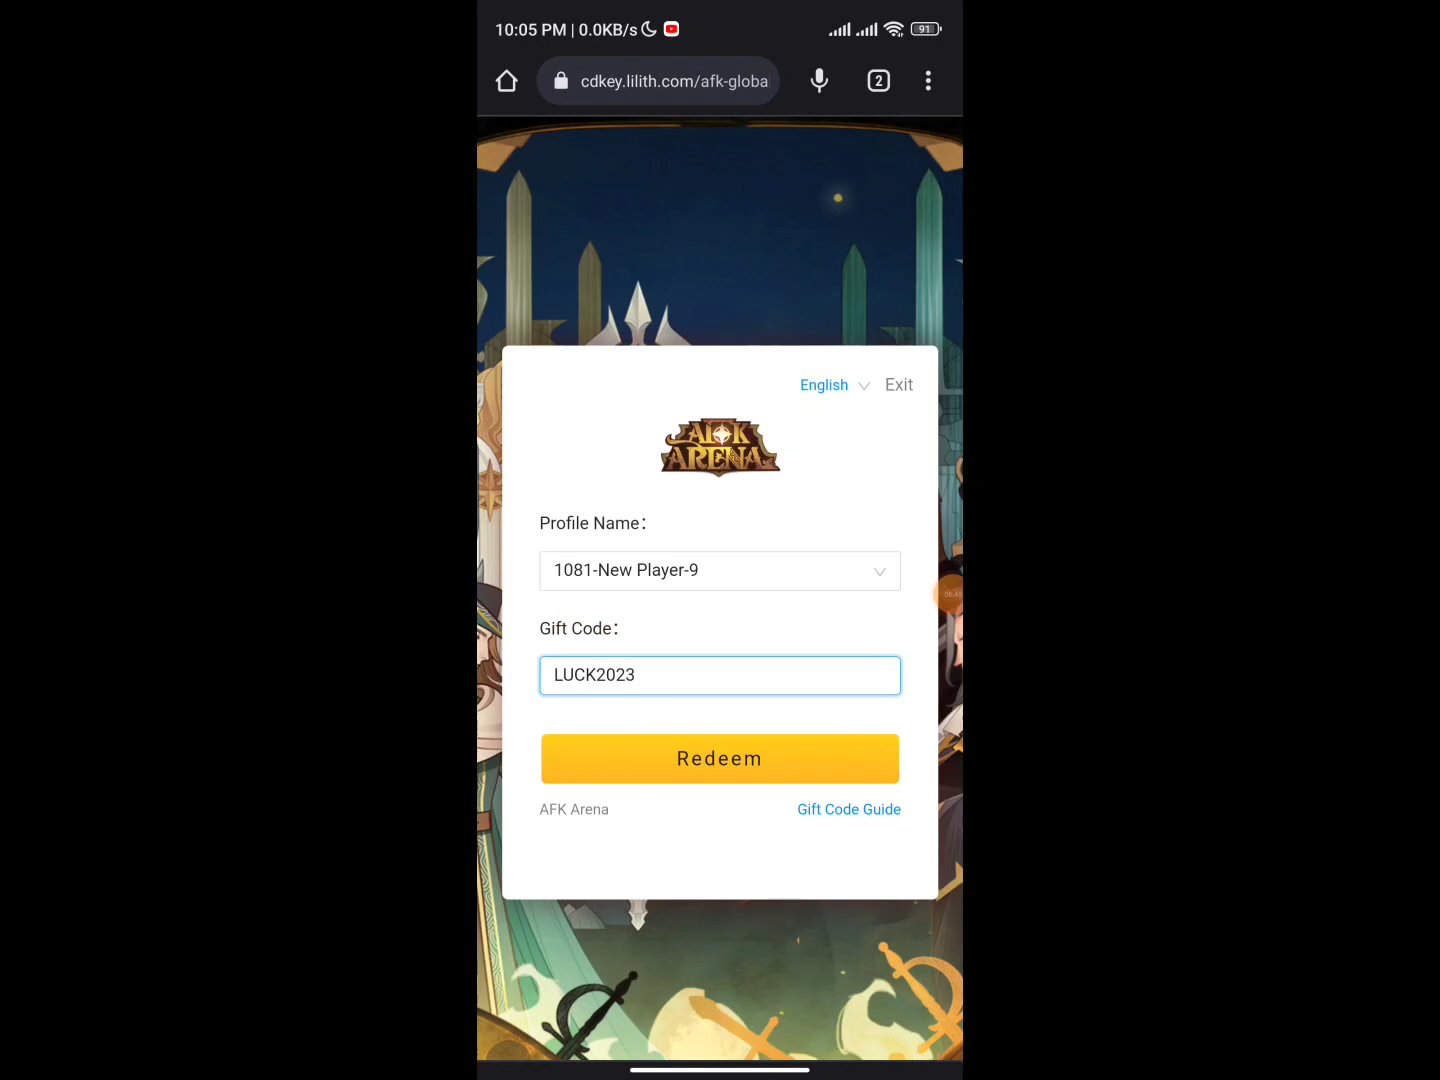 10:05 PM | 0.0KB/s
91
cdkey.lilith.com/afk-globa
2
English
Exit
AFK
ARENA
Profile Name:
1081-New Player-9
Gift Code:
LUCK2023
Redeem
AFK Arena
Gift Code Guide